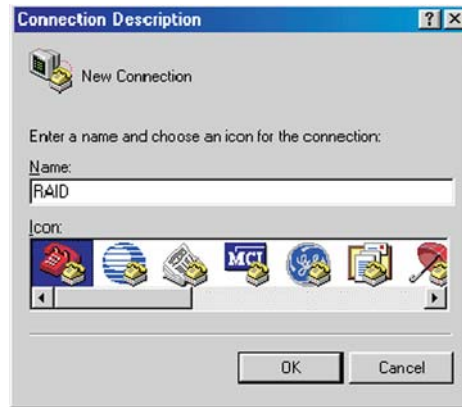 Connection Description
New Connection
Enter a name and choose an icon for the connection:
Name:
RAID
Icon:
MCI
OK
Cancel